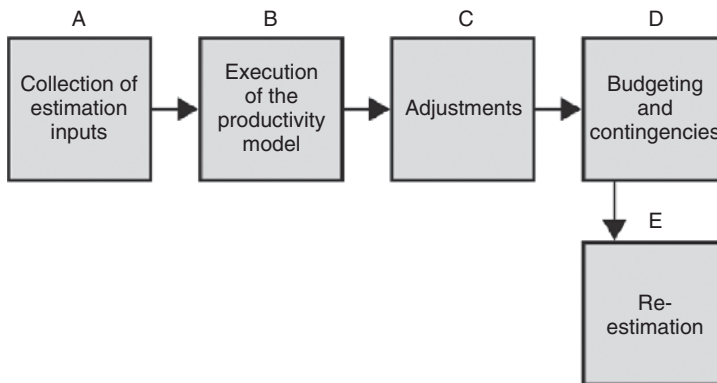 A
B
C
D
Collection of
estimation
inputs
Execution
of the
productivity
model
Adjustments
Budgeting
and
contingencies
E
Re-
estimation